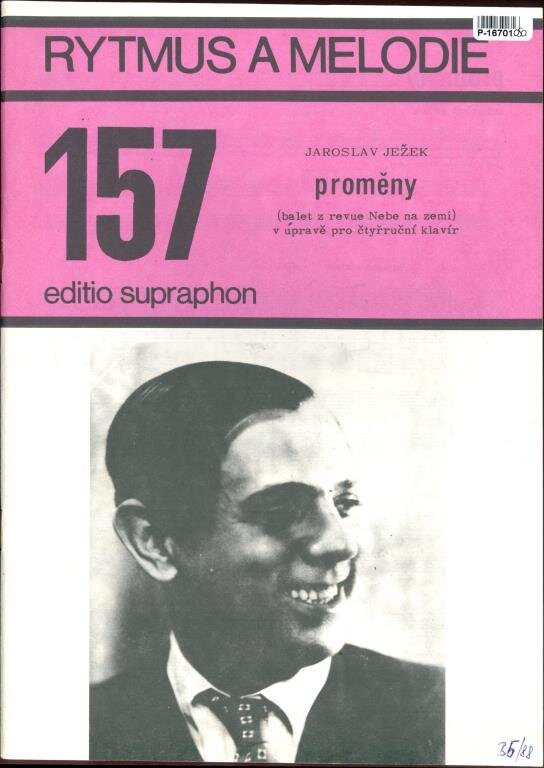 P-16701
RYTMUS A MELODIE
157
JAROSLAV JEŽEK
proměny
(balet z revue Nebe na zemi)
v úpravě pro čtyřruční klavír
editio supraphon